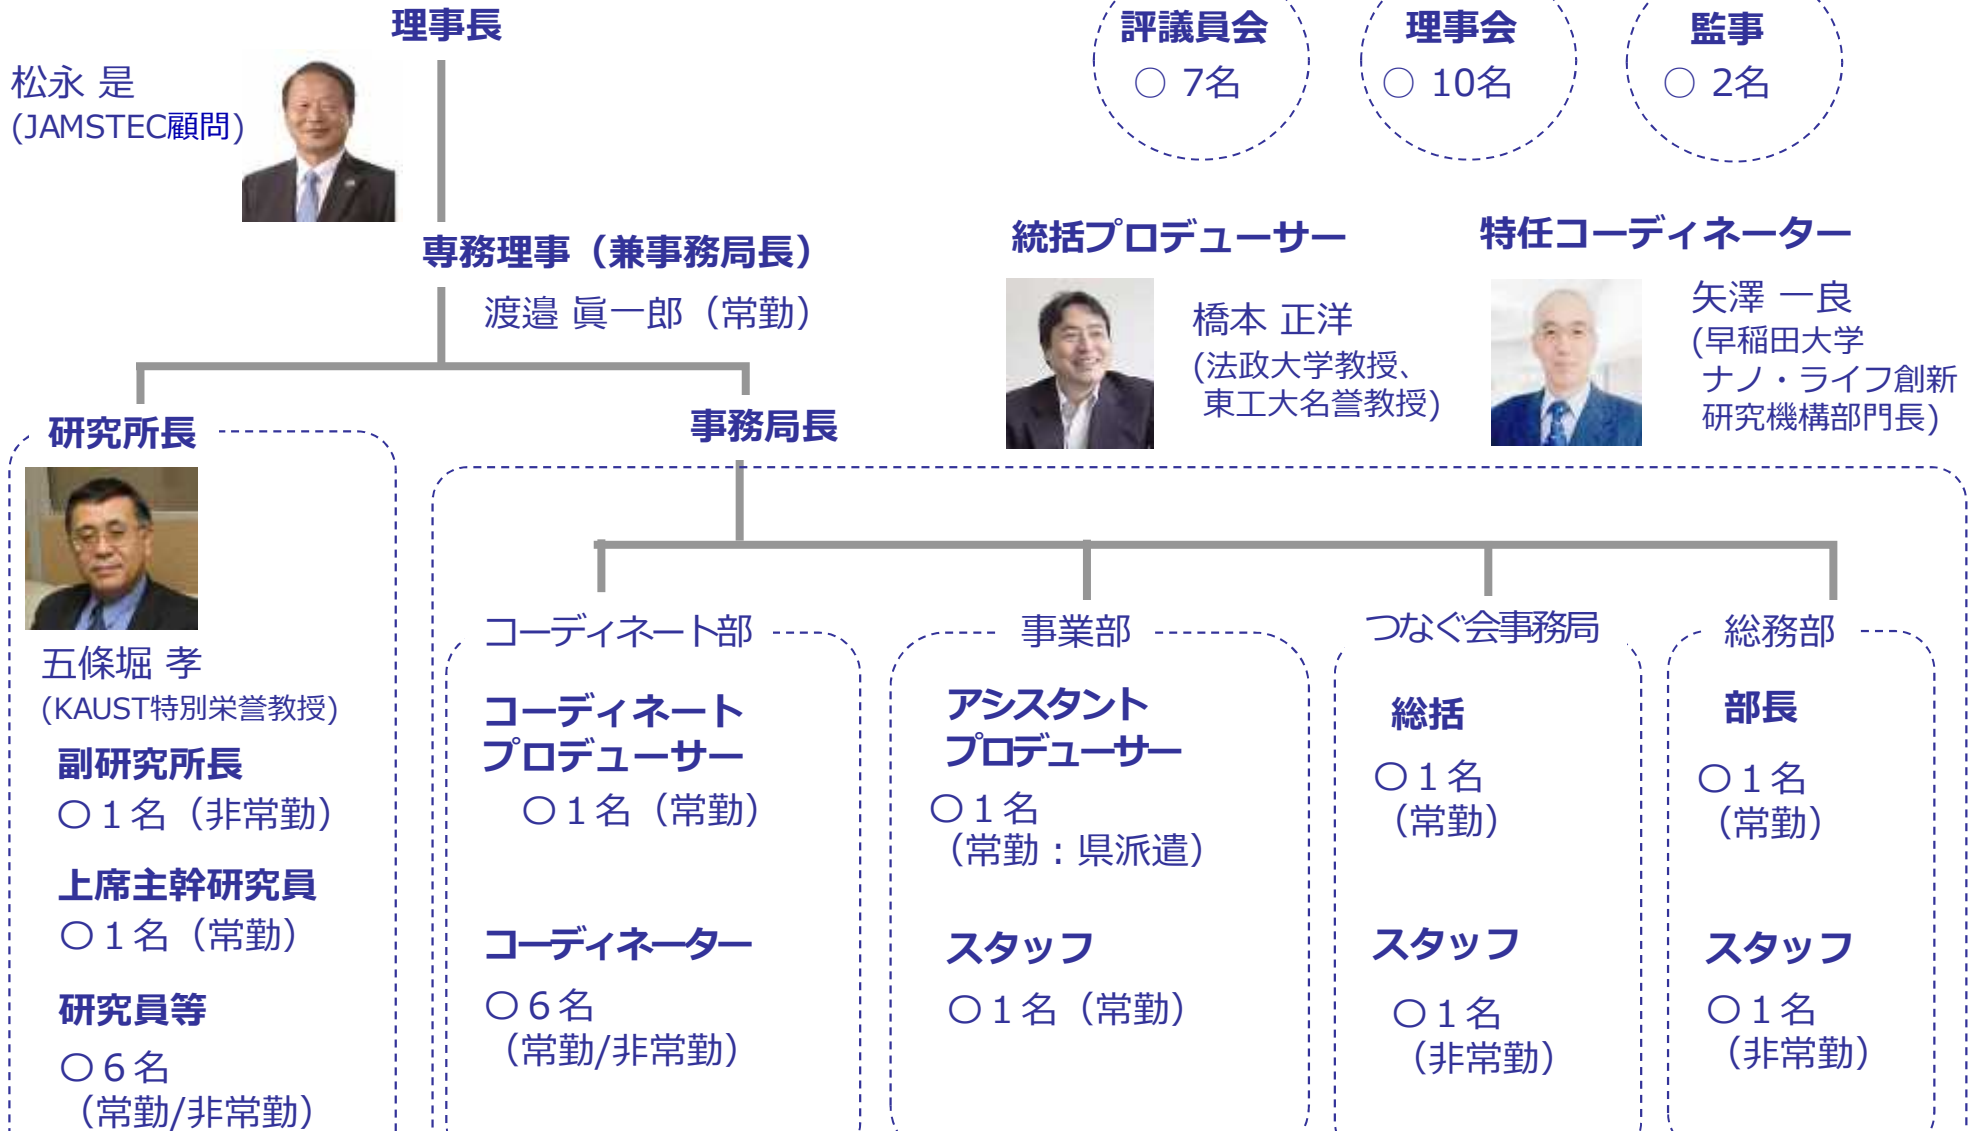 理事長
松永 是
(JAMSTEC顧問)
評議員会
○ 7名
理事会
○ 10名
監事
○ 2名
専務理事（兼事務局長）
渡邉 眞一郎（常勤）
統括プロデューサー
橋本 正洋
(法政大学教授、
東工大名誉教授)
特任コーディネーター
矢澤 一良
(早稲田大学
ナノ・ライフ創新
研究機構部門長)
研究所長
五條堀 孝
(KAUST特別栄誉教授)
副研究所長
○１名（非常勤）
上席主幹研究員
○１名（常勤）
研究員等
○６名
（常勤/非常勤）
事務局長
コーディネート部
コーディネート
プロデューサー
○１名（常勤）
コーディネーター
○６名
（常勤/非常勤）
事業部
アシスタント
プロデューサー
○１名
（常勤：県派遣）
スタッフ
○１名（常勤）
つなぐ会事務局
総括
○１名
（常勤）
スタッフ
○１名
（非常勤）
総務部
部長
○１名
（常勤）
スタッフ
○１名
（非常勤）